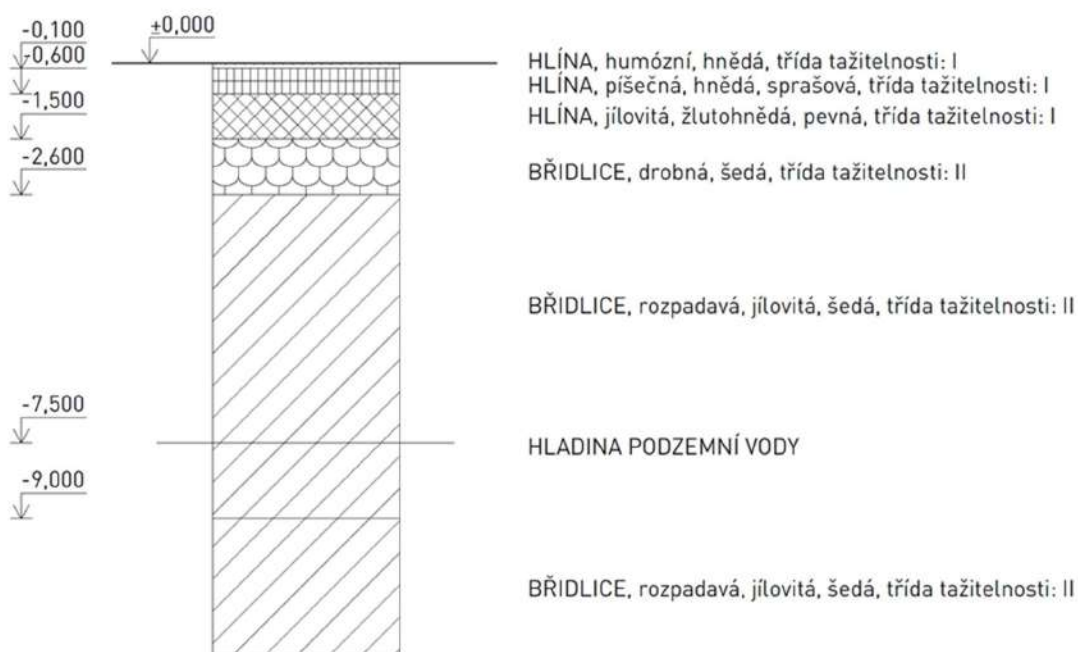 -0,100
±0,000
-0,600
-1,500
-2,600
-7,500
-9,000
HLÍNA, humózní, hnědá, třída tažitelnosti: I
HLÍNA, píšečná, hnědá, sprašová, třída tažitelnosti: I
HLÍNA, jílovitá, žlutohnědá, pevná, třída tažitelnosti: I
BŘIDLICE, drobná, šedá, třída tažitelnosti: II
BŘIDLICE, rozpadavá, jílovitá, šedá, třída tažitelnosti: II
HLADINA PODZEMNÍ VODY
BŘIDLICE, rozpadavá, jílovitá, šedá, třída tažitelnosti: II